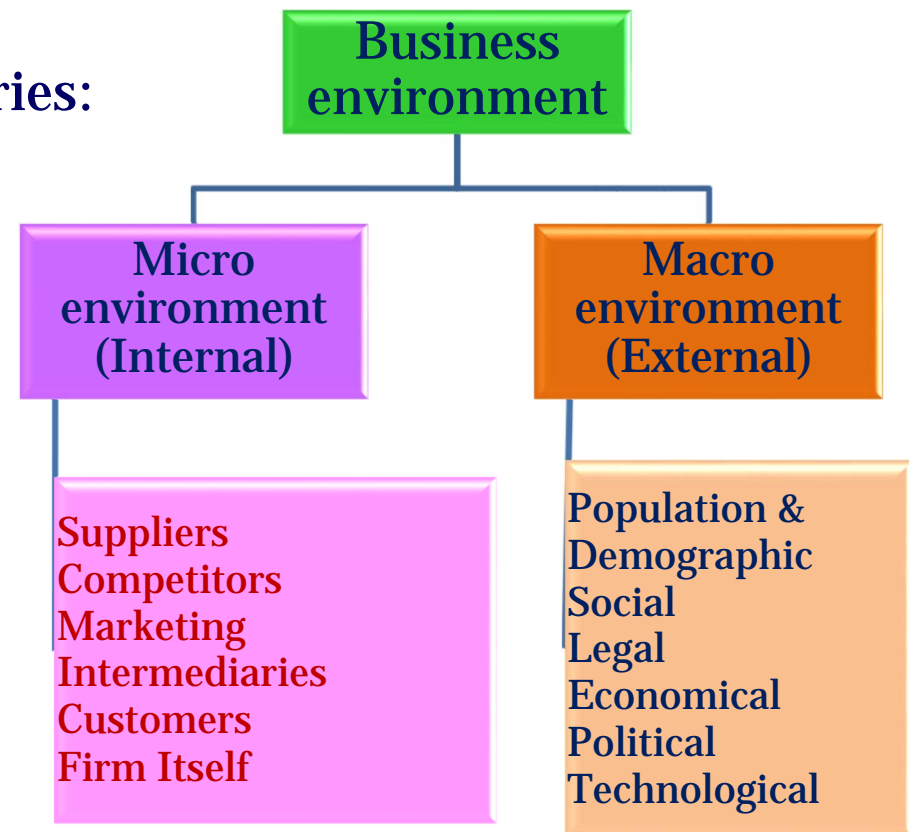 Business
environment
ries:
Micro
environment
(Internal)
Macro
environment
(External)
Suppliers
Competitors
Marketing
Intermediaries
Customers
Firm Itself
Population &
Demographic
Social
Legal
Economical
Political
Technological